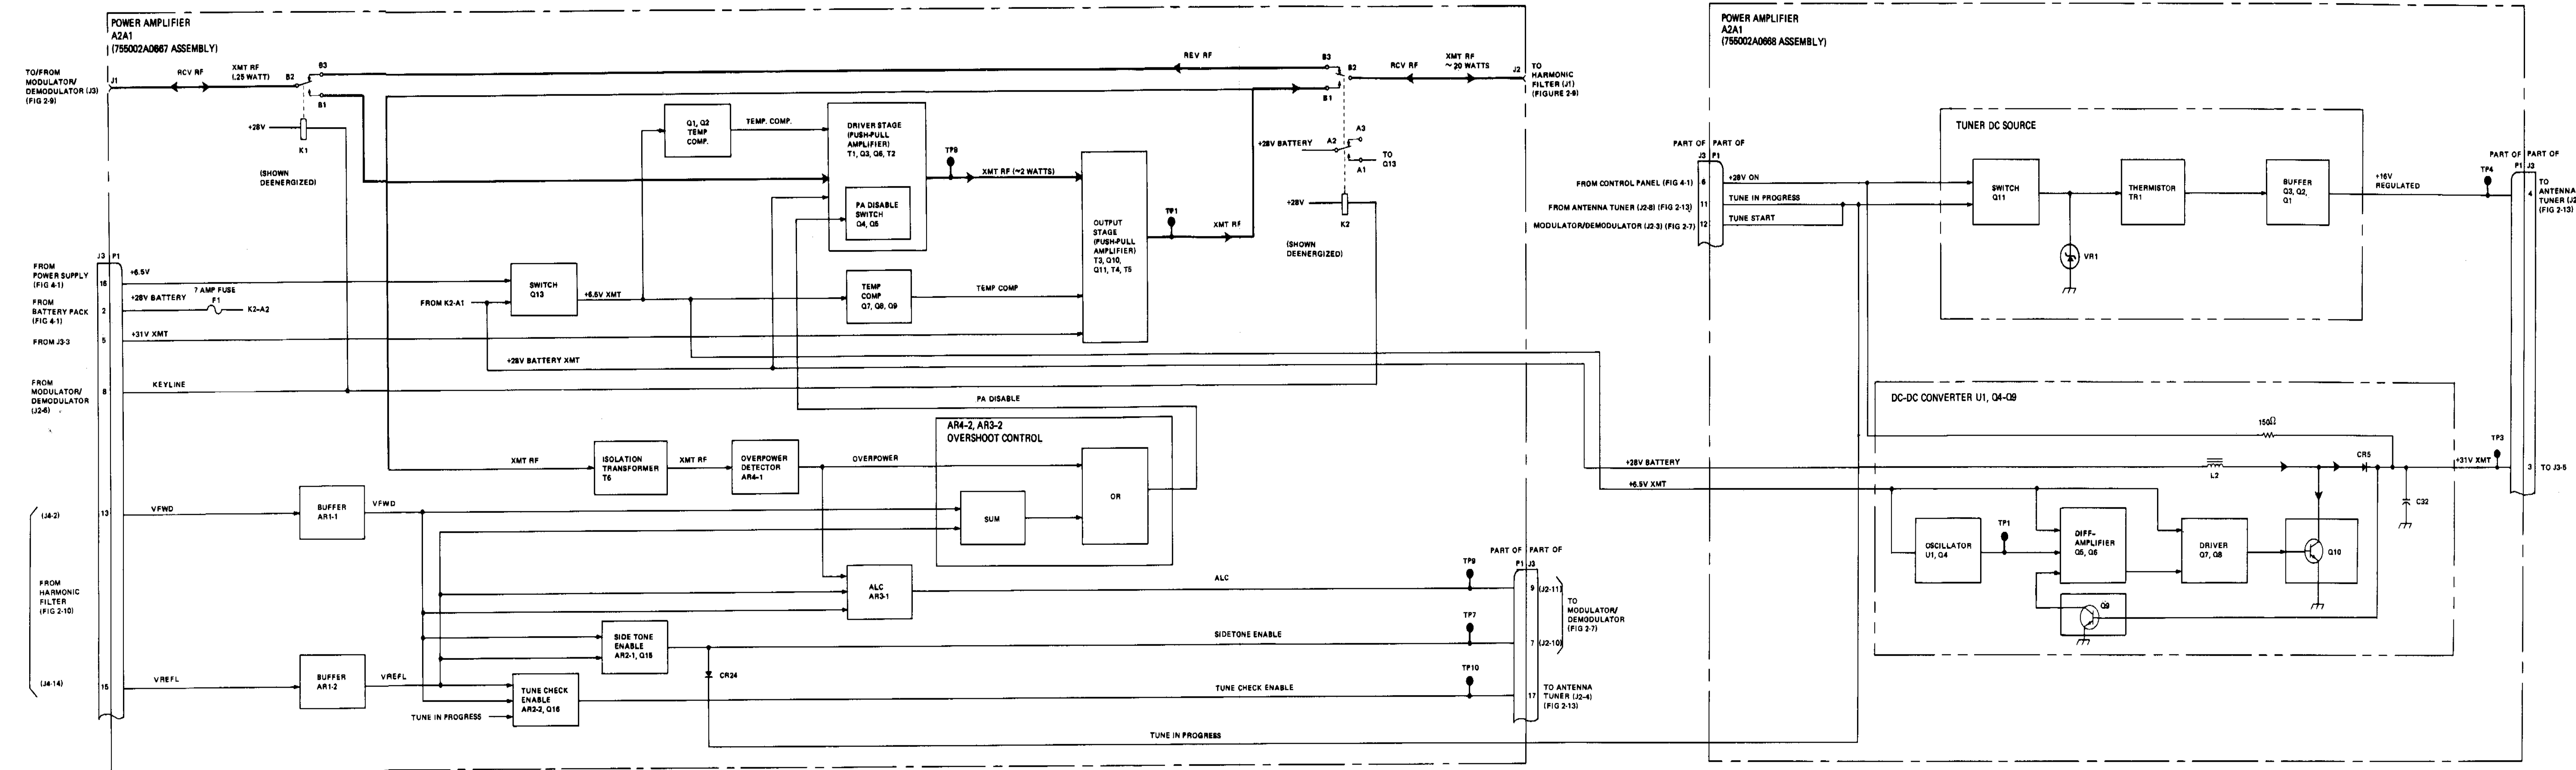 POWER AMPLIFIER
A2A1
(755002A0667 ASSEMBLY)
TO/FROM
MODULATOR/
DEMODULATOR (J3)
(FIG 2-9)
J1
RCV RF
XMT RF
(.25 WATT)
B2
B3
B1
+28V
K1
(SHOWN
DEENERGIZED)
REV RF
B3
B2
B1
RCV RF
XMT RF
~ 20 WATTS
J2
TO
HARMONIC
FILTER (J1)
(FIGURE 2-9)
+28V BATTERY
A2
A3
A1
TO
Q13
+28V
K2
(SHOWN
DEENERGIZED)
Q1, Q2
TEMP
COMP.
TEMP. COMP.
DRIVER STAGE
(PUSH-PULL
AMPLIFIER)
T1, Q3, Q6, T2
PA DISABLE
SWITCH
Q4, Q5
TP9
XMT RF (~2 WATTS)
OUTPUT
STAGE
(PUSH-PULL
AMPLIFIER)
T3, Q10,
Q11, T4, T5
TP1
XMT RF
J3 P1
FROM
POWER SUPPLY
(FIG 4-1)
16
+6.5V
FROM
BATTERY PACK
(FIG 4-1)
2
+28V BATTERY
7 AMP FUSE
F1
K2-A2
FROM J3-3
5
+31V XMT
FROM
MODULATOR/
DEMODULATOR
(J2-6)
8
KEYLINE
FROM K2-A1
SWITCH
Q13
+6.5V XMT
TEMP
COMP
Q7, Q8, Q9
TEMP COMP
+28V BATTERY XMT
PA DISABLE
XMT RF
ISOLATION
TRANSFORMER
T6
XMT RF
OVERPOWER
DETECTOR
AR4-1
OVERPOWER
AR4-2, AR3-2
OVERSHOOT CONTROL
SUM
OR
(J4-2)
13
VFWD
BUFFER
AR1-1
VFWD
FROM
HARMONIC
FILTER
(FIG 2-10)
(J4-14)
15
VREFL
BUFFER
AR1-2
VREFL
ALC
AR3-1
ALC
SIDE TONE
ENABLE
AR2-1, Q15
SIDETONE ENABLE
CR24
TUNE CHECK
ENABLE
AR2-2, Q16
TUNE IN PROGRESS
TUNE CHECK ENABLE
TUNE IN PROGRESS
PART OF PART OF
P1 J3
TP9
9 (J2-11)
TP7
7 (J2-10)
TO
MODULATOR/
DEMODULATOR
(FIG 2-7)
TP10
17
TO ANTENNA
TUNER (J2-4)
(FIG 2-13)
POWER AMPLIFIER
A2A1
(755002A0668 ASSEMBLY)
PART OF PART OF
J3 P1
FROM CONTROL PANEL (FIG 4-1)
6
+28V ON
FROM ANTENNA TUNER (J2-8) (FIG 2-13)
11
TUNE IN PROGRESS
MODULATOR/DEMODULATOR (J2-3) (FIG 2-7)
12
TUNE START
TUNER DC SOURCE
SWITCH
Q11
THERMISTOR
TR1
BUFFER
Q3, Q2,
Q1
VR1
+16V
REGULATED
TP4
PART OF PART OF
P1 J3
4
TO
ANTENNA
TUNER (J2
(FIG 2-13)
DC-DC CONVERTER U1, Q4-Q9
150Ω
+28V BATTERY
L2
CR5
+31V XMT
TP3
3
TO J3-5
+6.5V XMT
C32
OSCILLATOR
U1, Q4
TP1
DIFF-
AMPLIFIER
Q5, Q6
DRIVER
Q7, Q8
Q10
Q9